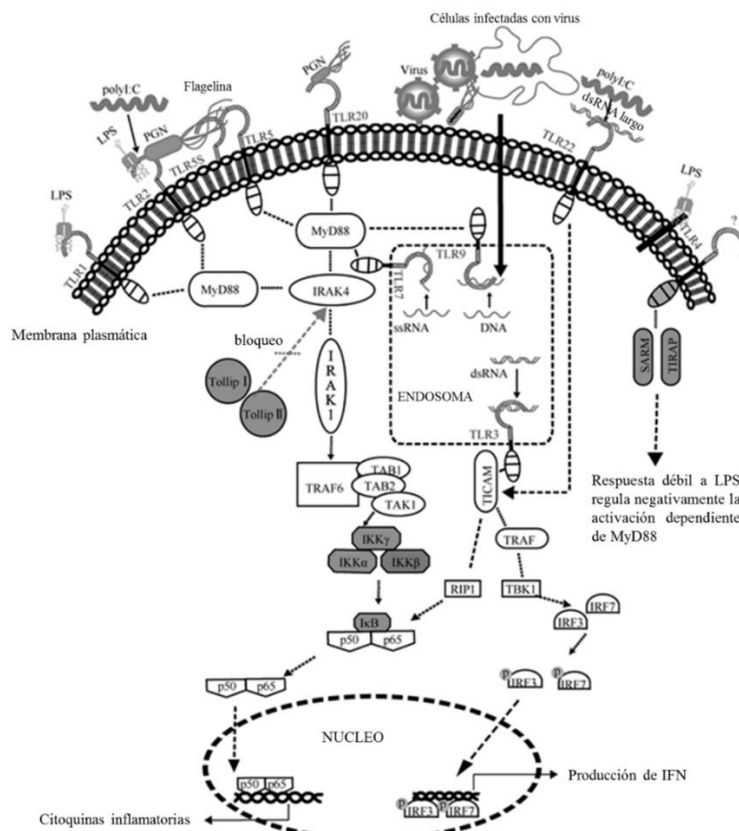 Células infectadas con virus
Virus
PGN
polyI:C
Flagelina
polyI:C
dsRNA largo
LPS
PGN
TLR5S
TLR5
TLR20
TLR22
LPS
TLR2
LPS
TLR4
?
TLR1
MyD88
TLR9
TLR7
MyD88
IRAK4
ssRNA
DNA
Membrana plasmática
bloqueo
SARM
TIRAP
Tollip I
Tollip II
IRAK1
dsRNA
ENDOSOMA
TLR3
TAB1
TAB2
TRAF6
TAK1
TICAM
Respuesta débil a LPS
regula negativamente la
activación dependiente
de MyD88
IKKγ
IKKα
IKKβ
TRAF
RIP1
TBK1
IκB
p50
p65
IRF7
IRF3
p50
p65
P
IRF3
P
IRF7
NUCLEO
p50
p65
P
IRF3
P
IRF7
Producción de IFN
Citoquinas inflamatorias